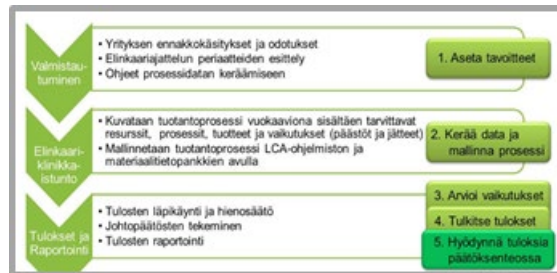 Valmistau-
tuminen
• Yrityksen ennakkokäsitykset ja odotukset
• Elinkaariajattelun periaatteiden esittely
• Ohjeet prosessidatan keräämiseen
1. Aseta tavoitteet
Elinkaari-
klinikka-
istunto
• Kuvataan tuotantoprosessi vuokaaviona sisältäen tarvittavat
resurssit, prosessit, tuotteet ja vaikutukset (päästöt ja jätteet)
• Mallinnetaan tuotantoprosessi LCA-ohjelmiston ja
materiaalitietopankkien avulla
2. Kerää data ja
mallinna prosessi
Tulokset ja
Raportointi
• Tulosten läpikäynti ja hienosäätö
• Johtopäätösten tekeminen
• Tulosten raportointi
3. Arvioi vaikutukset
4. Tulkitse tulokset
5. Hyödynnä tuloksia
päätöksenteossa